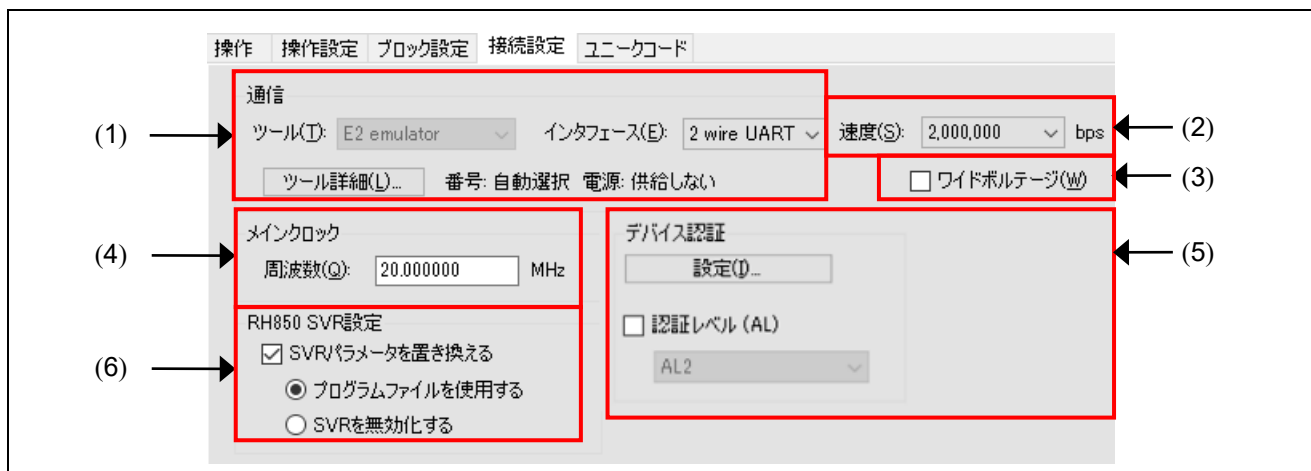 操作 操作設定 ブロック設定 接続設定 ユニークコード
通信
(1) ツール(T): E2 emulator インタフェース(E): 2 wire UART 速度(S): 2,000,000 bps (2)
ツール詳細(L)... 番号: 自動選択 電源: 供給しない ワイドボルテージ(W) (3)
メインクロック デバイス認証
(4) 周波数(Q): 20.000000 MHz 設定(I)... (5)
RH850 SVR設定 認証レベル (AL)
(6) SVRパラメータを置き換える AL2
プログラムファイルを使用する
SVRを無効化する